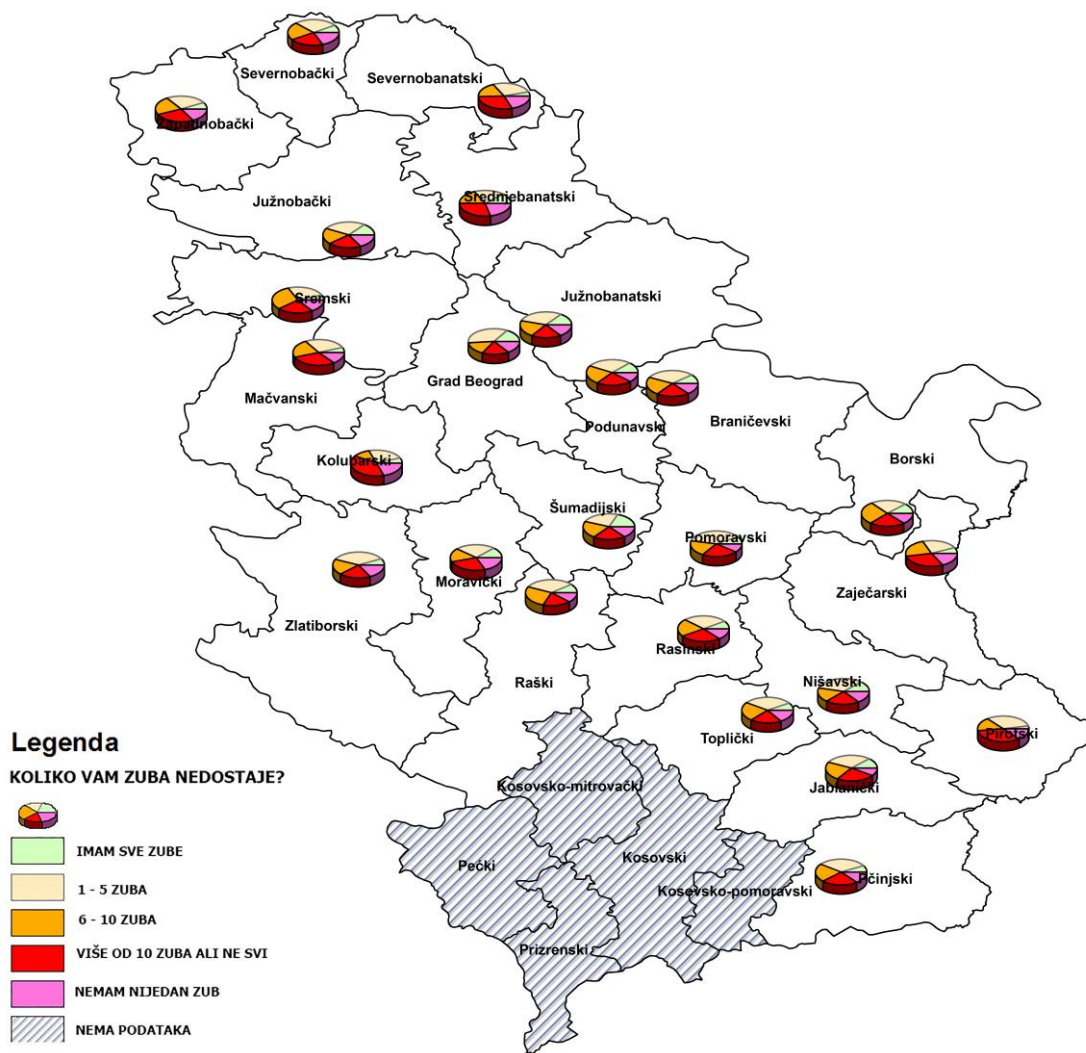 Severnobački
Severnobanatski
Zapadnobački
Južnobački
Srednjebanatski
Sremski
Južnobanatski
Grad Beograd
Mačvanski
Podunavski
Braničevski
Kolubarski
Borski
Šumadijski
Pomoravski
Moravički
Zaječarski
Zlatiborski
Rasinski
Raški
Nišavski
Toplički
Pirotski
Legenda
KOLIKO VAM ZUBA NEDOSTAJE?
Kosovsko-mitrovački
Jablanički
IMAM SVE ZUBE
Pećki
Kosovski
Pčinjski
1 - 5 ZUBA
Kosovsko-pomoravski
6 - 10 ZUBA
Prizrenski
VIŠE OD 10 ZUBA ALI NE SVI
NEMAM NIJEDAN ZUB
NEMA PODATAKA